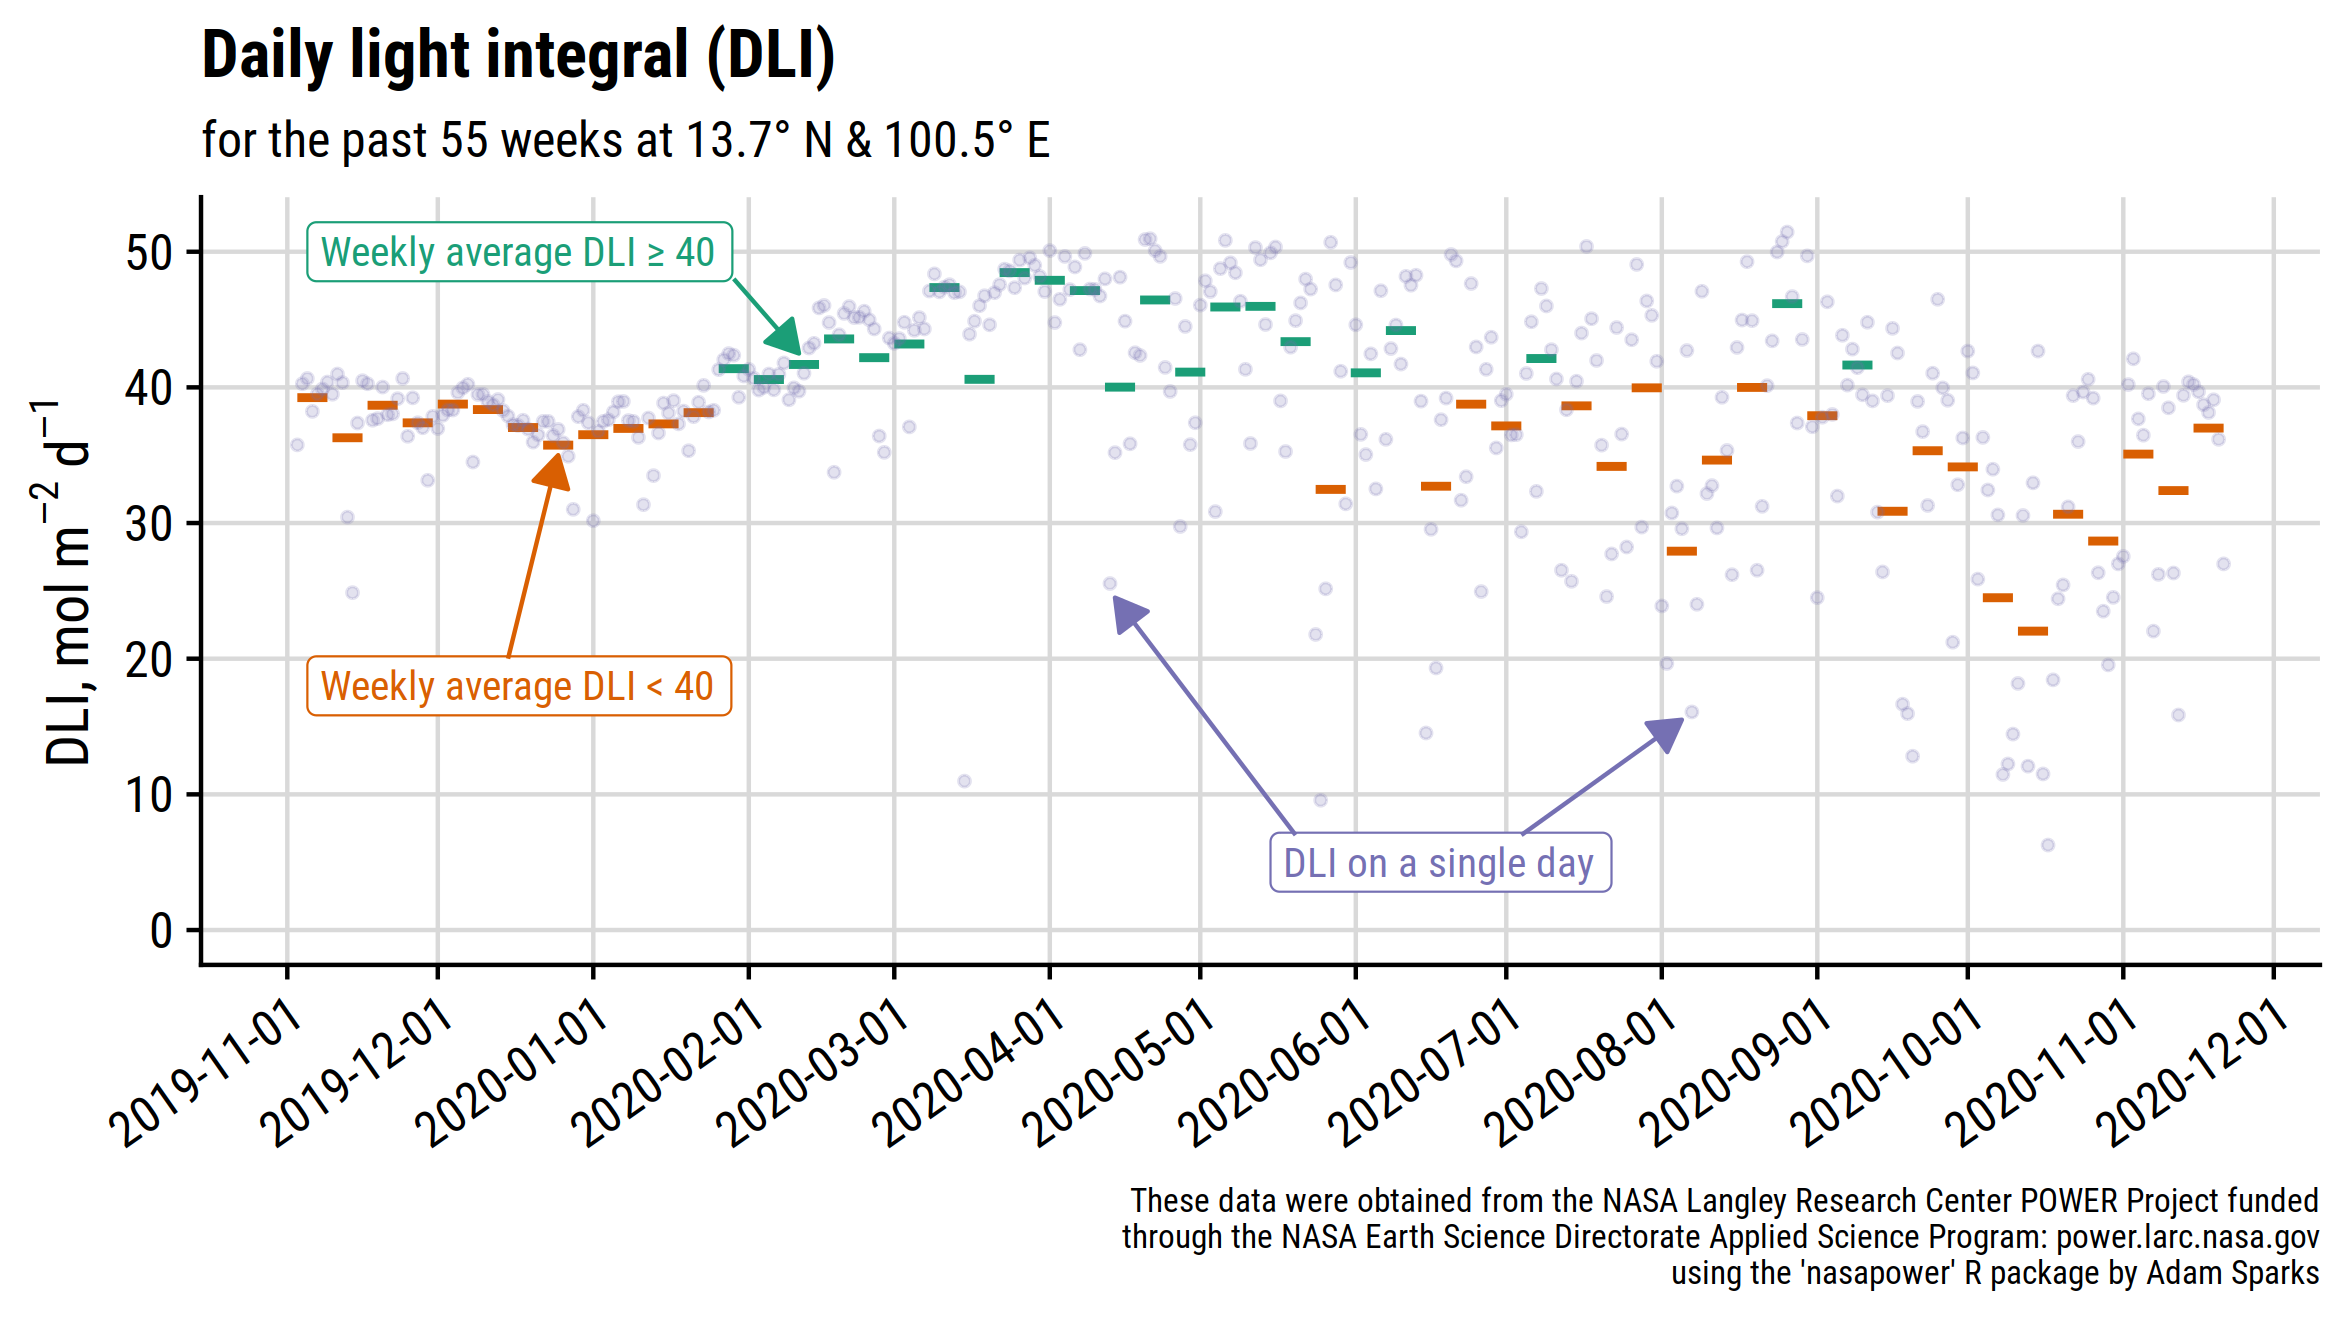 Daily light integral (DLI)
for the past 55 weeks at 13.7° N & 100.5° E
DLI, mol m⁻² d⁻¹
50
40
30
20
10
0
Weekly average DLI ≥ 40
Weekly average DLI < 40
DLI on a single day
2019-11-01
2019-12-01
2020-01-01
2020-02-01
2020-03-01
2020-04-01
2020-05-01
2020-06-01
2020-07-01
2020-08-01
2020-09-01
2020-10-01
2020-11-01
2020-12-01
These data were obtained from the NASA Langley Research Center POWER Project funded
through the NASA Earth Science Directorate Applied Science Program: power.larc.nasa.gov
using the 'nasapower' R package by Adam Sparks